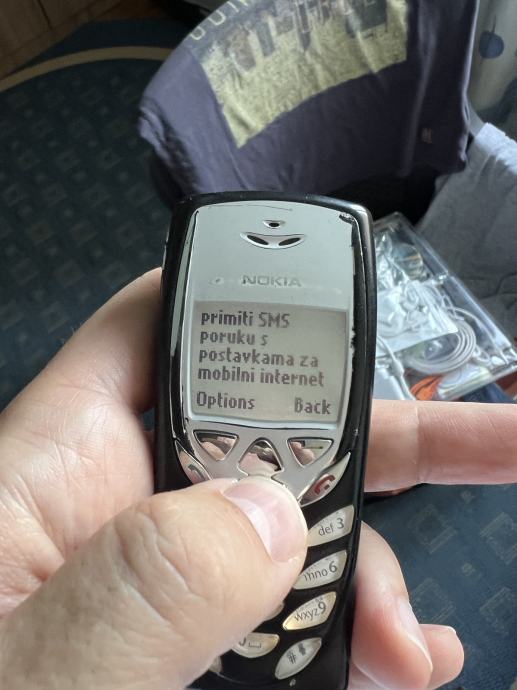 NOKIA
primiti SMS
poruku s
postavkama za
mobilni internet
Options Back
def 3
mno 6
wxyz 9
#